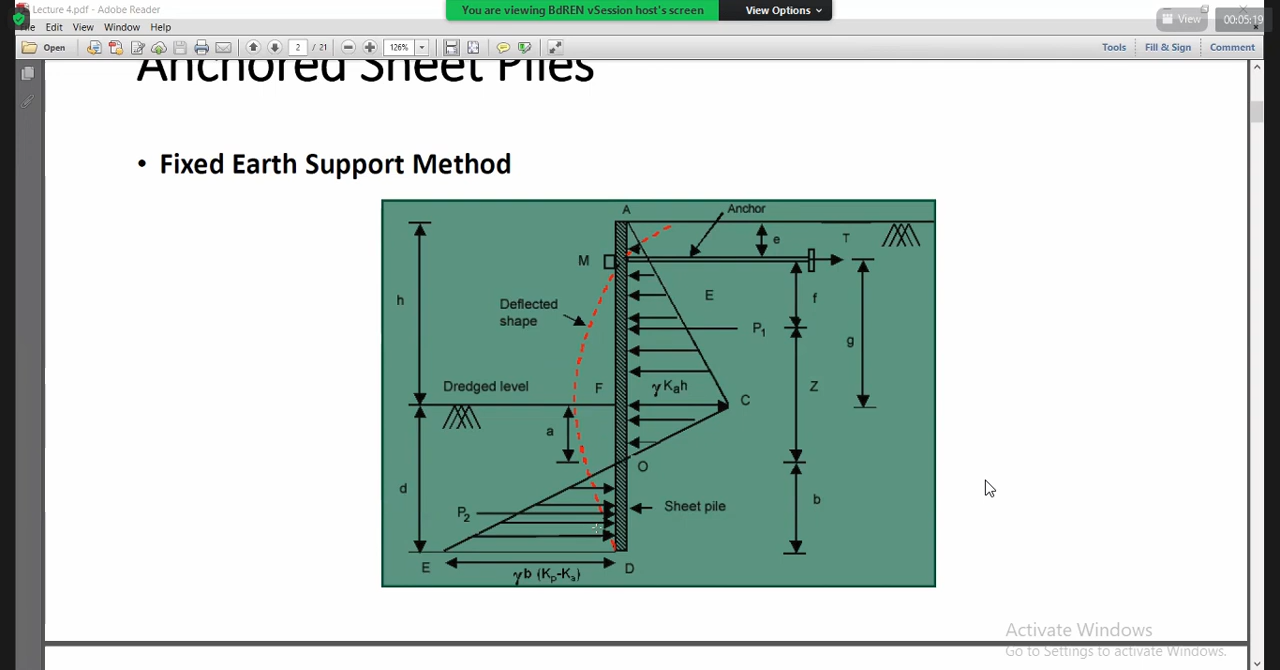 Lecture 4.pdf - Adobe Reader
You are viewing BdREN vSession host's screen
View Options
View
00:05:19
File Edit View Window Help
Open
2 / 21
126%
Tools
Fill & Sign
Comment
Anchored Sheet Piles
• Fixed Earth Support Method
A
Anchor
e
T
M
h
Deflected
shape
E
f
P1
g
Dredged level
F
γKah
Z
C
a
O
d
P2
Sheet pile
b
E
D
γb (Kp-Ka)
Activate Windows
Go to Settings to activate Windows.